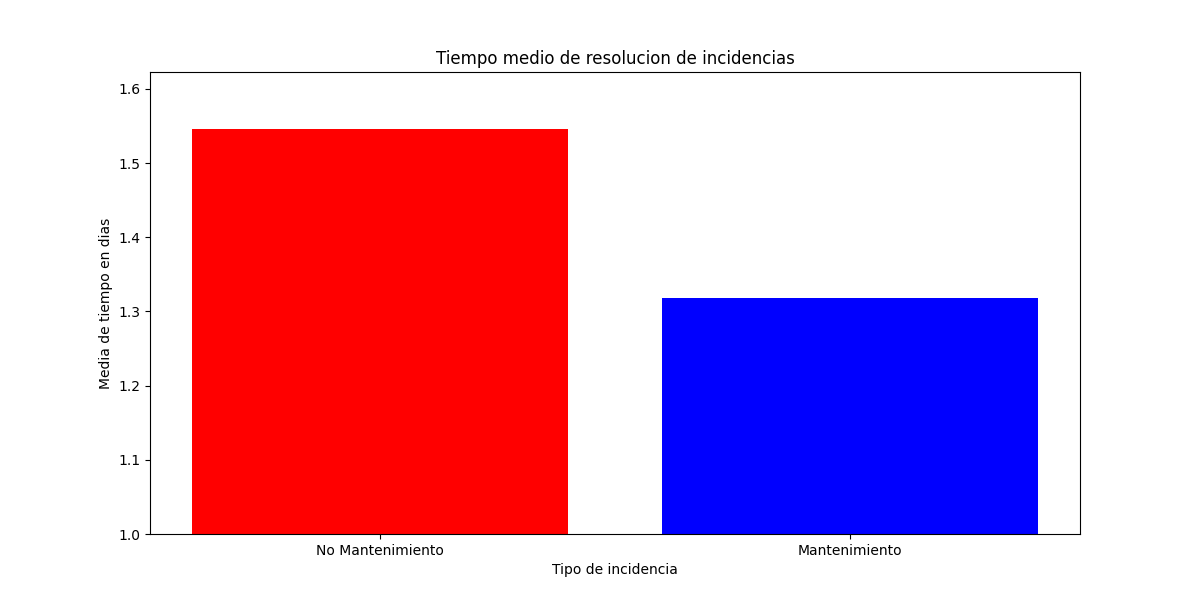 Tiempo medio de resolucion de incidencias
1.6
1.5
1.4
1.3
1.2
1.1
1.0
Media de tiempo en dias
No Mantenimiento
Mantenimiento
Tipo de incidencia